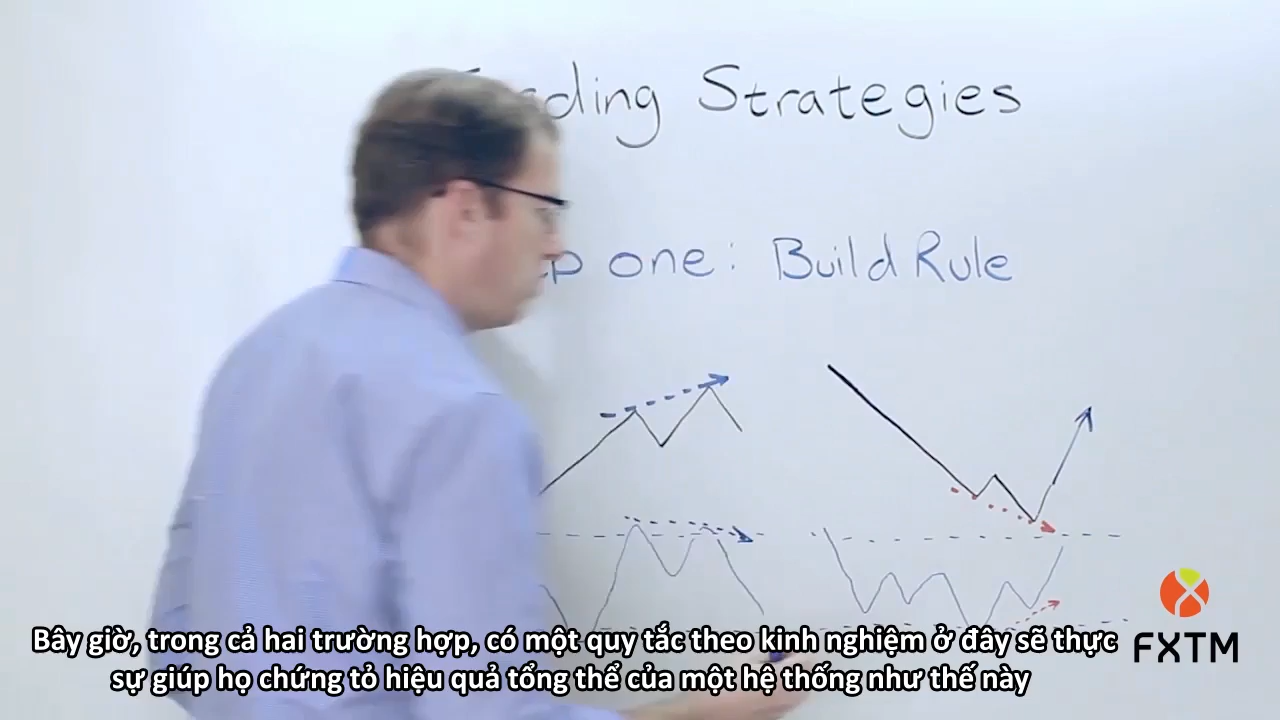 Strategies
one: Build Rule
FXTM
Bây giờ, trong cả hai trường hợp, có một quy tắc theo kinh nghiệm ở đây sẽ thực
sự giúp họ chứng tỏ hiệu quả tổng thể của một hệ thống như thế này